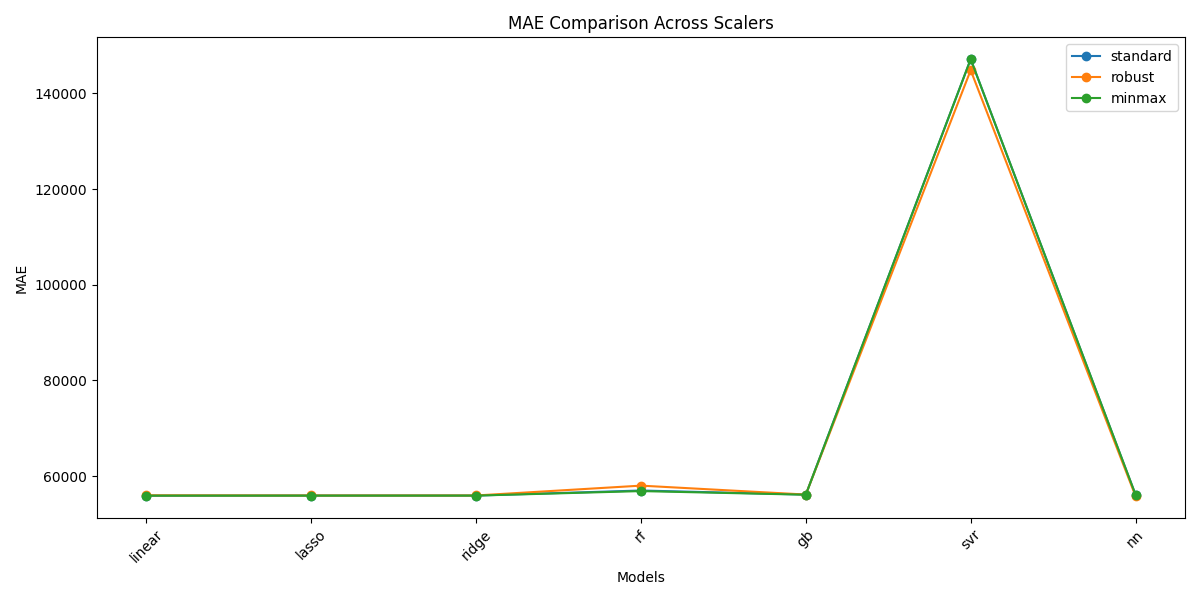 MAE Comparison Across Scalers
standard
robust
minmax
MAE
140000
120000
100000
80000
60000
linear
lasso
ridge
rf
gb
svr
nn
Models